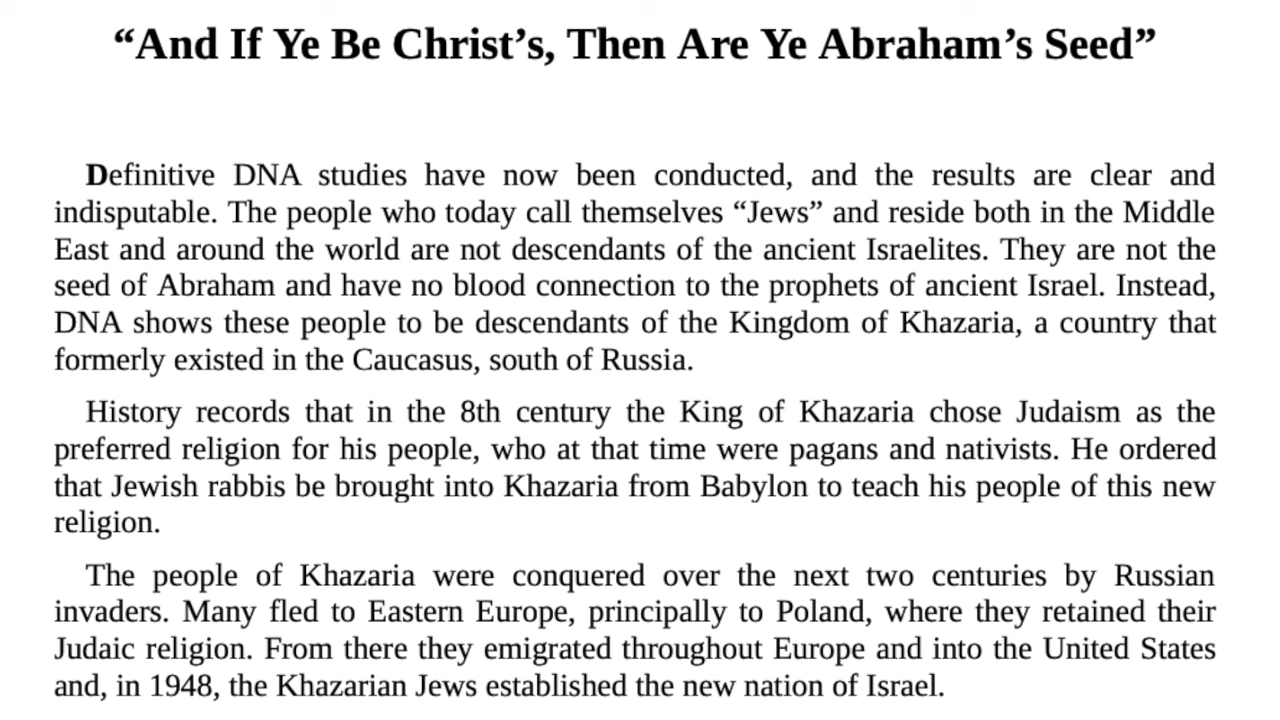 “And If Ye Be Christ’s, Then Are Ye Abraham’s Seed”
Definitive DNA studies have now been conducted, and the results are clear and
indisputable. The people who today call themselves “Jews” and reside both in the Middle
East and around the world are not descendants of the ancient Israelites. They are not the
seed of Abraham and have no blood connection to the prophets of ancient Israel. Instead,
DNA shows these people to be descendants of the Kingdom of Khazaria, a country that
formerly existed in the Caucasus, south of Russia.
History records that in the 8th century the King of Khazaria chose Judaism as the
preferred religion for his people, who at that time were pagans and nativists. He ordered
that Jewish rabbis be brought into Khazaria from Babylon to teach his people of this new
religion.
The people of Khazaria were conquered over the next two centuries by Russian
invaders. Many fled to Eastern Europe, principally to Poland, where they retained their
Judaic religion. From there they emigrated throughout Europe and into the United States
and, in 1948, the Khazarian Jews established the new nation of Israel.